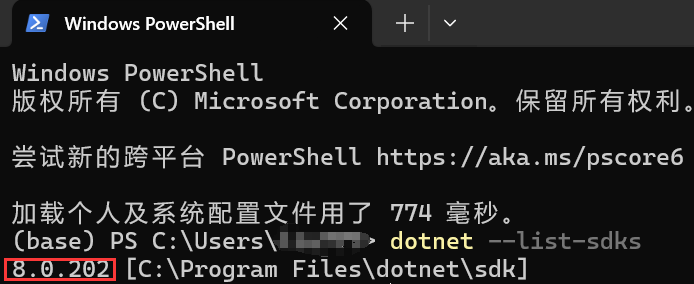 Windows PowerShell
Windows PowerShell
版权所有 (C) Microsoft Corporation。保留所有权利。
尝试新的跨平台 PowerShell https://aka.ms/pscore6
加载个人及系统配置文件用了 774 毫秒。
(base) PS C:\Users\> dotnet --list-sdks
8.0.202 [C:\Program Files\dotnet\sdk]